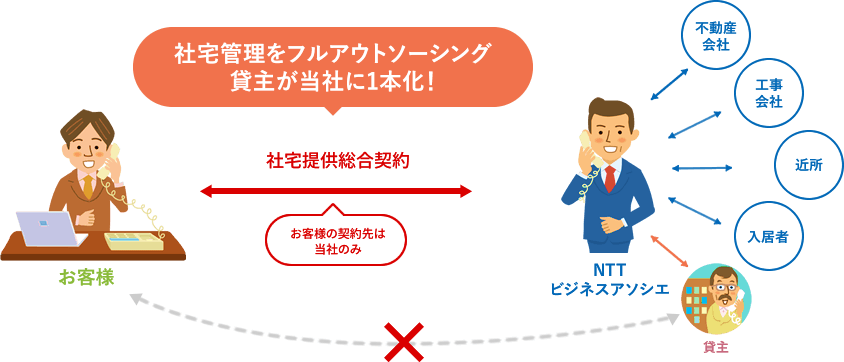 社宅管理をフルアウトソーシング
貸主が当社に1本化！
社宅提供総合契約
お客様の契約先は
当社のみ
お客様
NTT
ビジネスアソシエ
不動産
会社
工事
会社
近所
入居者
貸主